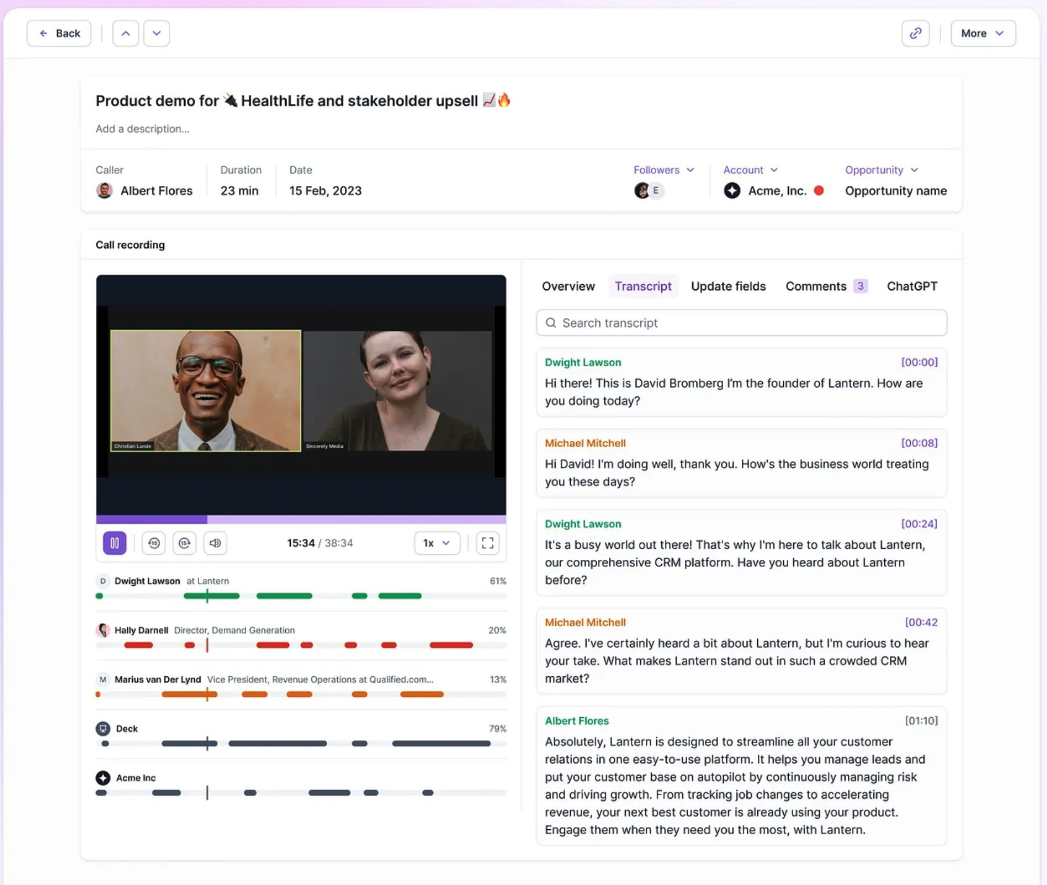 Back
More
Product demo for 🔌 HealthLife and stakeholder upsell 📈🔥
Add a description...
Caller
Duration
Date
Followers
Account
Opportunity
Albert Flores
23 min
15 Feb, 2023
E
Acme, Inc.
Opportunity name
Call recording
Christian Lunde
Sincerely Media
15:34 / 38:34
1x
D Dwight Lawson at Lantern 61%
Hally Darnell Director, Demand Generation 20%
M Marius van Der Lynd Vice President, Revenue Operations at Qualified.com... 13%
Deck 79%
Acme Inc
Overview
Transcript
Update fields
Comments 3
ChatGPT
Search transcript
Dwight Lawson [00:00]
Hi there! This is David Bromberg I'm the founder of Lantern. How are
you doing today?
Michael Mitchell [00:08]
Hi David! I'm doing well, thank you. How's the business world treating
you these days?
Dwight Lawson [00:24]
It's a busy world out there! That's why I'm here to talk about Lantern,
our comprehensive CRM platform. Have you heard about Lantern
before?
Michael Mitchell [00:42
Agree. I've certainly heard a bit about Lantern, but I'm curious to hear
your take. What makes Lantern stand out in such a crowded CRM
market?
Albert Flores [01:10]
Absolutely, Lantern is designed to streamline all your customer
relations in one easy-to-use platform. It helps you manage leads and
put your customer base on autopilot by continuously managing risk
and driving growth. From tracking job changes to accelerating
revenue, your next best customer is already using your product.
Engage them when they need you the most, with Lantern.